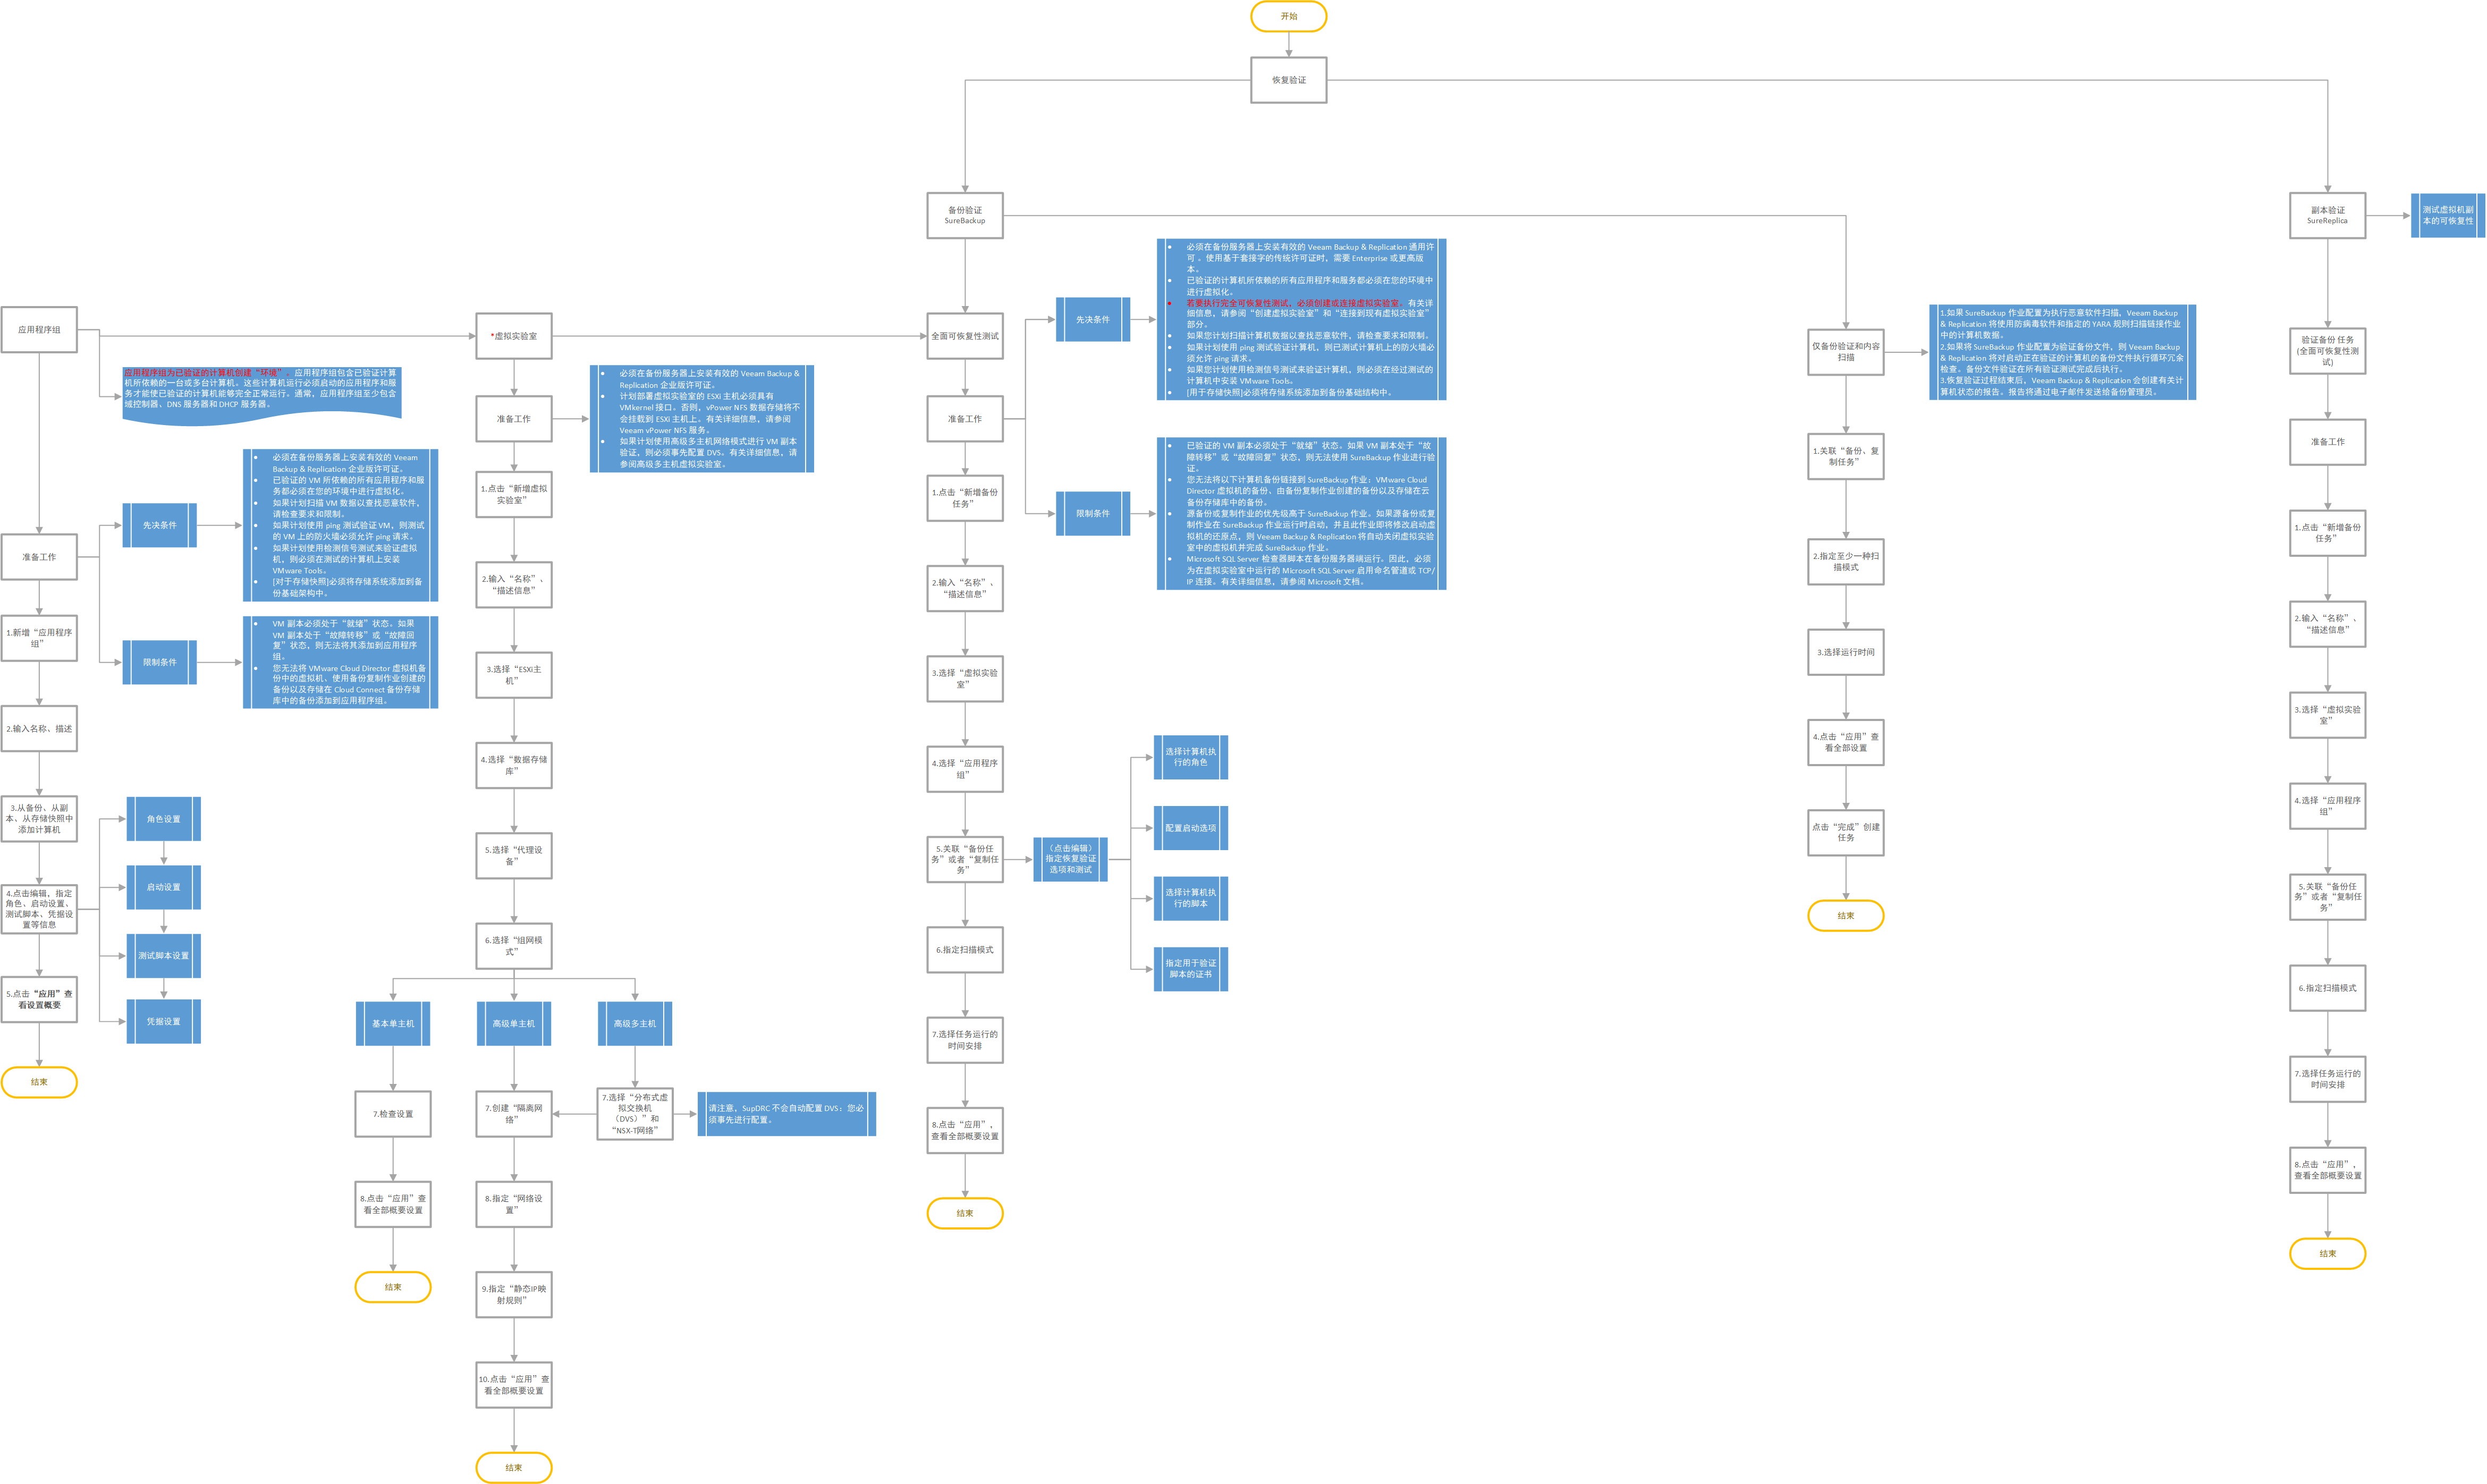 开始
恢复验证
备份验证
SureBackup
副本验证
SureReplica
测试虚拟机副
本的可恢复性
应用程序组
应用程序组为已验证的计算机创建“环境”。应用程序组包含已验证计算
机所依赖的一台或多台计算机。这些计算机运行必须启动的应用程序和服
务才能使已验证的计算机能够完全正常运行。通常，应用程序组至少包含
域控制器、DNS 服务器和 DHCP 服务器。
准备工作
先决条件
• 必须在备份服务器上安装有效的 Veeam
Backup & Replication 企业版许可证。
• 已验证的 VM 所依赖的所有应用程序和服
务都必须在您的环境中进行虚拟化。
• 如果计划扫描 VM 数据以查找恶意软件，
请检查要求和限制。
• 如果计划使用 ping 测试验证 VM，则测试
的 VM 上的防火墙必须允许 ping 请求。
• 如果计划使用检测信号测试来验证虚拟
机，则必须在测试的计算机上安装
VMware Tools。
• [对于存储快照]必须将存储系统添加到备
份基础架构中。
限制条件
• VM 副本必须处于“就绪”状态。如果
VM 副本处于“故障转移”或“故障回
复”状态，则无法将其添加到应用程序
组。
• 您无法将 VMware Cloud Director 虚拟机备
份中的虚拟机、使用备份复制作业创建的
备份以及存储在 Cloud Connect 备份存储
库中的备份添加到应用程序组。
1.新增“应用程序
组”
2.输入名称、描述
3.从备份、从副
本、从存储快照中
添加计算机
4.点击编辑，指定
角色、启动设置、
测试脚本、凭据设
置等信息
角色设置
启动设置
测试脚本设置
凭据设置
5.点击“应用”查
看设置概要
结束
*虚拟实验室
准备工作
• 必须在备份服务器上安装有效的 Veeam Backup &
Replication 企业版许可证。
• 计划部署虚拟实验室的 ESXi 主机必须具有
VMkernel 接口。否则，vPower NFS 数据存储将不
会挂载到 ESXi 主机上。有关详细信息，请参阅
Veeam vPower NFS 服务。
• 如果计划使用高级多主机网络模式进行 VM 副本
验证，则必须事先配置 DVS。有关详细信息，请
参阅高级多主机虚拟实验室。
1.点击“新增虚拟
实验室”
2.输入“名称”、
“描述信息”
3.选择“ESXi主
机”
4.选择“数据存储
库”
5.选择“代理设
备”
6.选择“组网模
式”
基本单主机
高级单主机
高级多主机
7.检查设置
7.创建“隔离网
络”
7.选择“分布式虚
拟交换机
（DVS）”和
“NSX-T网络”
请注意，SupDRC 不会自动配置 DVS；您必
须事先进行配置。
8.点击“应用”查
看全部概要设置
结束
8.指定“网络设
置”
9.指定“静态IP映
射规则”
10.点击“应用”查
看全部概要设置
结束
全面可恢复性测试
准备工作
先决条件
• 必须在备份服务器上安装有效的 Veeam Backup & Replication 通用许
可 。使用基于套接字的传统许可证时，需要 Enterprise 或更高版
本。
• 已验证的计算机所依赖的所有应用程序和服务都必须在您的环境中
进行虚拟化。
• 若要执行完全可恢复性测试，必须创建或连接虚拟实验室。有关详
细信息，请参阅“创建虚拟实验室”和“连接到现有虚拟实验室”
部分。
• 如果您计划扫描计算机数据以查找恶意软件，请检查要求和限制。
• 如果计划使用 ping 测试验证计算机，则已测试计算机上的防火墙必
须允许 ping 请求。
• 如果您计划使用检测信号测试来验证计算机，则必须在经过测试的
计算机中安装 VMware Tools。
• [用于存储快照]必须将存储系统添加到备份基础结构中。
限制条件
• 已验证的 VM 副本必须处于“就绪”状态。如果 VM 副本处于“故
障转移”或“故障回复”状态，则无法使用 SureBackup 作业进行验
证。
• 您无法将以下计算机备份链接到 SureBackup 作业：VMware Cloud
Director 虚拟机的备份、由备份复制作业创建的备份以及存储在云
备份存储库中的备份。
• 源备份或复制作业的优先级高于 SureBackup 作业。如果源备份或复
制作业在 SureBackup 作业运行时启动，并且此作业即将修改启动虚
拟机的还原点，则 Veeam Backup & Replication 将自动关闭虚拟实验
室中的虚拟机并完成 SureBackup 作业。
• Microsoft SQL Server 检查器脚本在备份服务器端运行。因此，必须
为在虚拟实验室中运行的 Microsoft SQL Server 启用命名管道或 TCP/
IP 连接。有关详细信息，请参阅 Microsoft 文档。
1.点击“新增备份
任务”
2.输入“名称”、
“描述信息”
3.选择“虚拟实验
室”
4.选择“应用程序
组”
5.关联“备份任
务”或者“复制任
务”
（点击编辑）
指定恢复验证
选项和测试
选择计算机执
行的角色
配置启动选项
选择计算机执
行的脚本
指定用于验证
脚本的证书
6.指定扫描模式
7.选择任务运行的
时间安排
8.点击“应用”，
查看全部概要设置
结束
仅备份验证和内容
扫描
1.如果 SureBackup 作业配置为执行恶意软件扫描，Veeam Backup
& Replication 将使用防病毒软件和指定的 YARA 规则扫描链接作业
中的计算机数据。
2.如果将 SureBackup 作业配置为验证备份文件，则 Veeam Backup
& Replication 将对启动正在验证的计算机的备份文件执行循环冗余
检查。备份文件验证在所有验证测试完成后执行。
3.恢复验证过程结束后，Veeam Backup & Replication 会创建有关计
算机状态的报告。报告将通过电子邮件发送给备份管理员。
1.关联“备份、复
制任务”
2.指定至少一种扫
描模式
3.选择运行时间
4.点击“应用”查
看全部设置
点击“完成”创建
任务
结束
验证备份 任务
(全面可恢复性测
试)
准备工作
1.点击“新增备份
任务”
2.输入“名称”、
“描述信息”
3.选择“虚拟实验
室”
4.选择“应用程序
组”
5.关联“备份任
务”或者“复制任
务”
6.指定扫描模式
7.选择任务运行的
时间安排
8.点击“应用”，
查看全部概要设置
结束